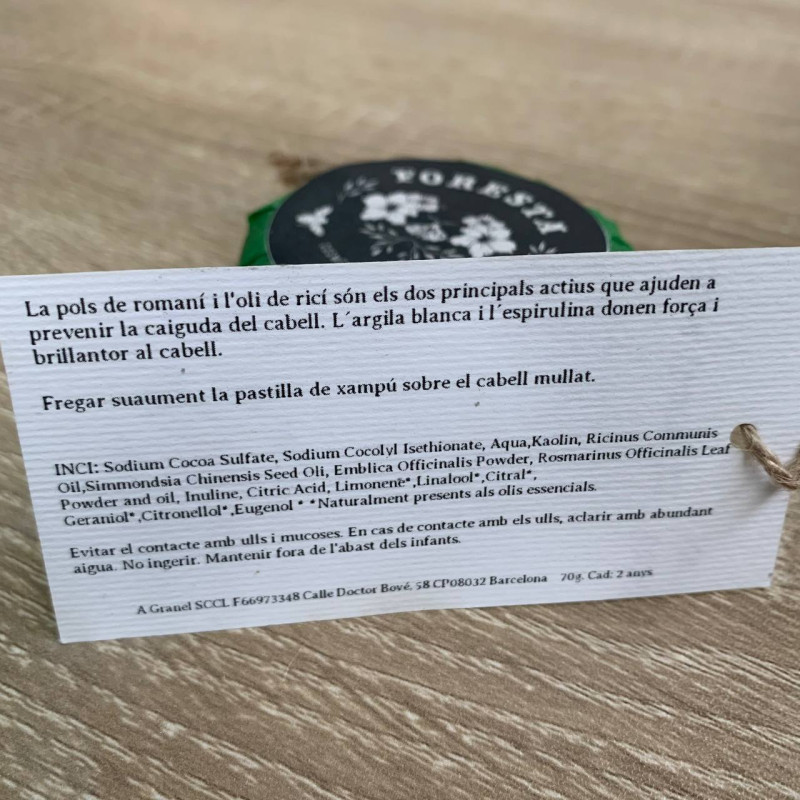 FORESTA
La pols de romaní i l'oli de ricí són els dos principals actius que ajuden a
prevenir la caiguda del cabell. L´argila blanca i l´espirulina donen força i
brillantor al cabell.
Fregar suaument la pastilla de xampú sobre el cabell mullat.
INCI: Sodium Cocoa Sulfate, Sodium Cocolyl Isethionate, Aqua,Kaolin, Ricinus Communis
Oil,Simmondsia Chinensis Seed Oli, Emblica Officinalis Powder, Rosmarinus Officinalis Leaf
Powder and oil, Inuline, Citric Acid, Limonene*,Linalool*,Citral*,
Geraniol*,Citronellol*,Eugenol * *Naturalment presents als olis essencials.
Evitar el contacte amb ulls i mucoses. En cas de contacte amb els ulls, aclarir amb abundant
aigua. No ingerir. Mantenir fora de l'abast dels infants.
A Granel SCCL F66973348 Calle Doctor Bové, 58 CP08032 Barcelona 70g. Cad: 2 anys